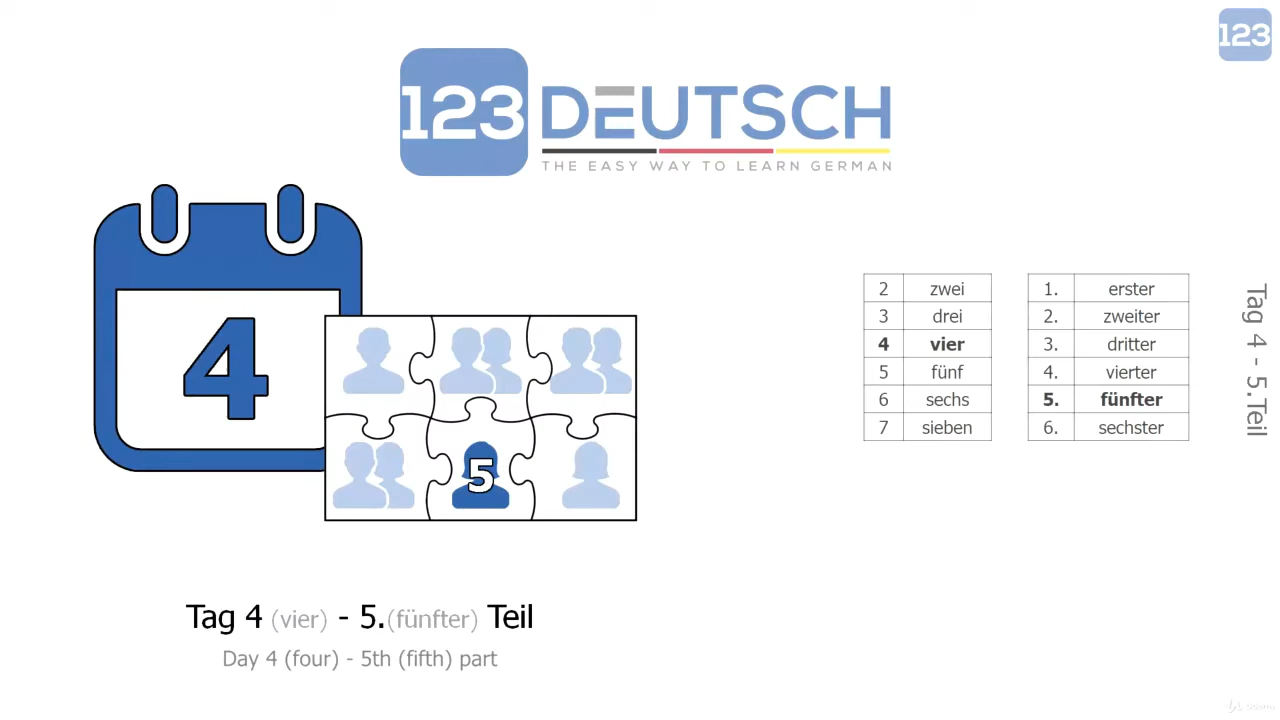 123
123 DEUTSCH
THE EASY WAY TO LEARN GERMAN
4
5
2 zwei
3 drei
4 vier
5 fünf
6 sechs
7 sieben
1. erster
2. zweiter
3. dritter
4. vierter
5. fünfter
6. sechster
Tag 4 - 5.Teil
Tag 4 (vier) - 5.(fünfter) Teil
Day 4 (four) - 5th (fifth) part